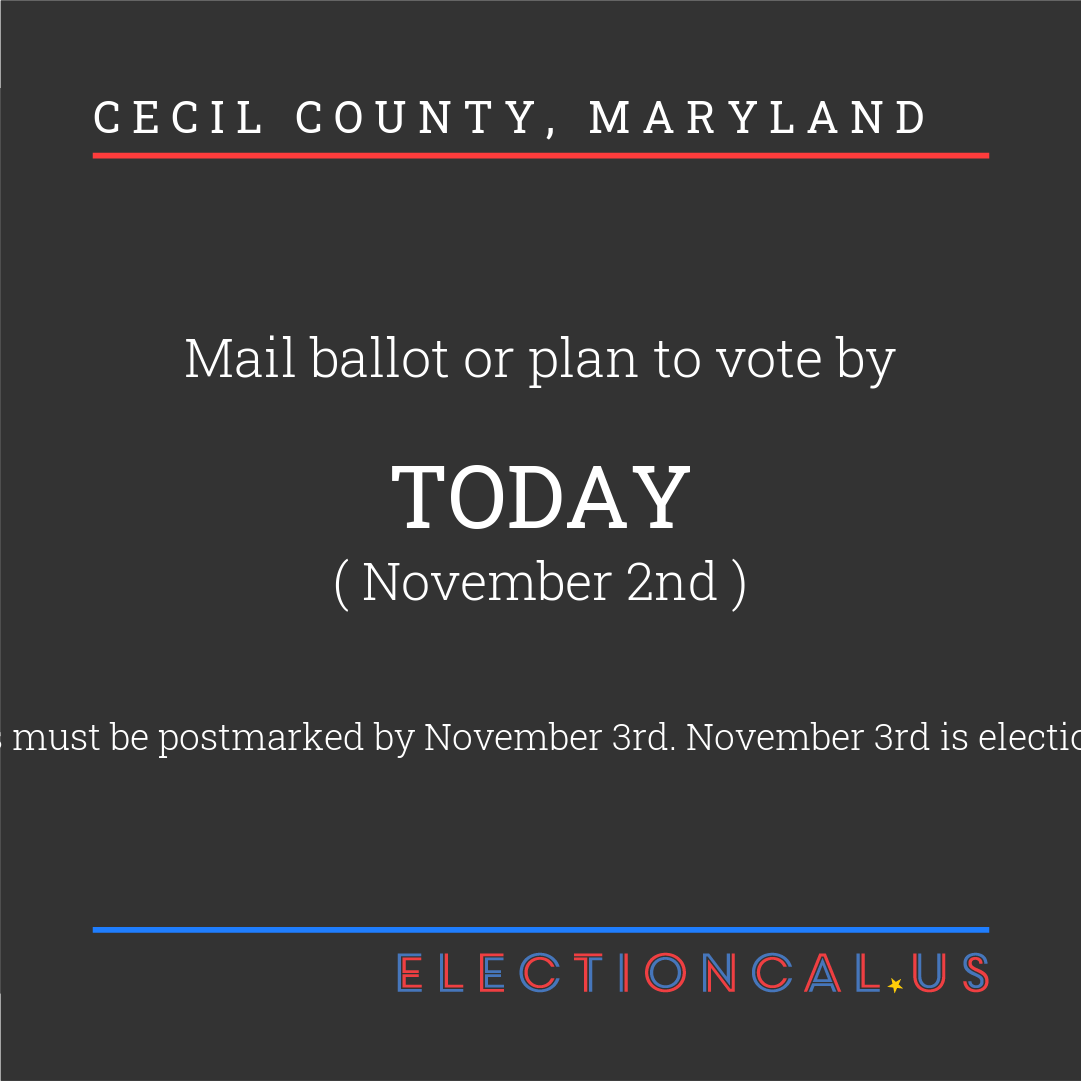 CECIL COUNTY, MARYLAND
Mail ballot or plan to vote by
TODAY
( November 2nd )
must be postmarked by November 3rd. November 3rd is
ELECTIONCAL.US